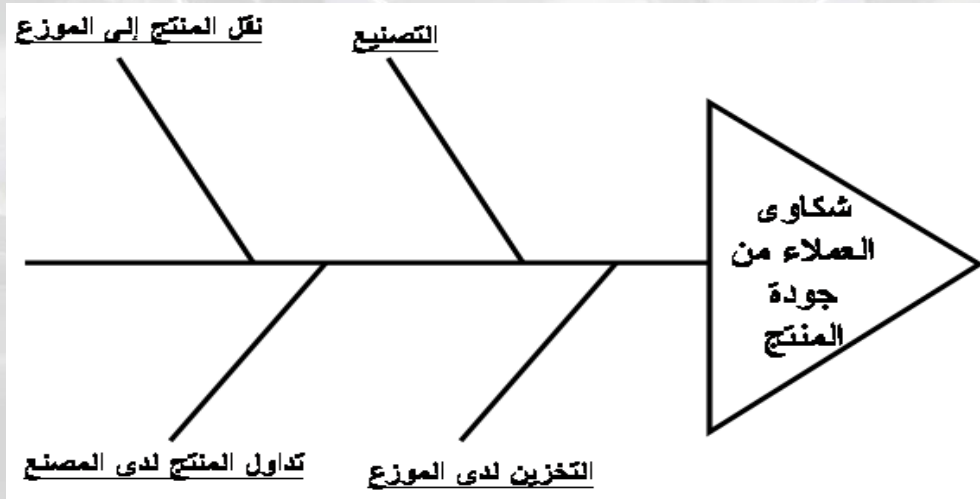 نقل المنتج إلى الموزع
التصنيع
شكاوى
العملاء من
جودة
المنتج
تداول المنتج لدى المصنع
التخزين لدى الموزع